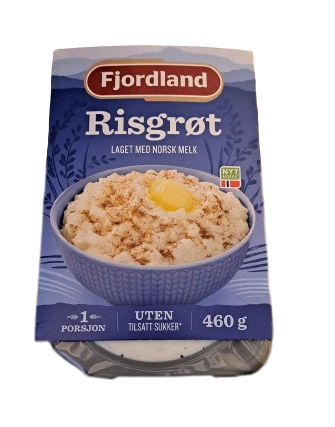 Fjordland
Risgrøt
LAGET MED NORSK MELK
NYT
NORGE
1
PORSJON
UTEN
TILSATT SUKKER*
460 g